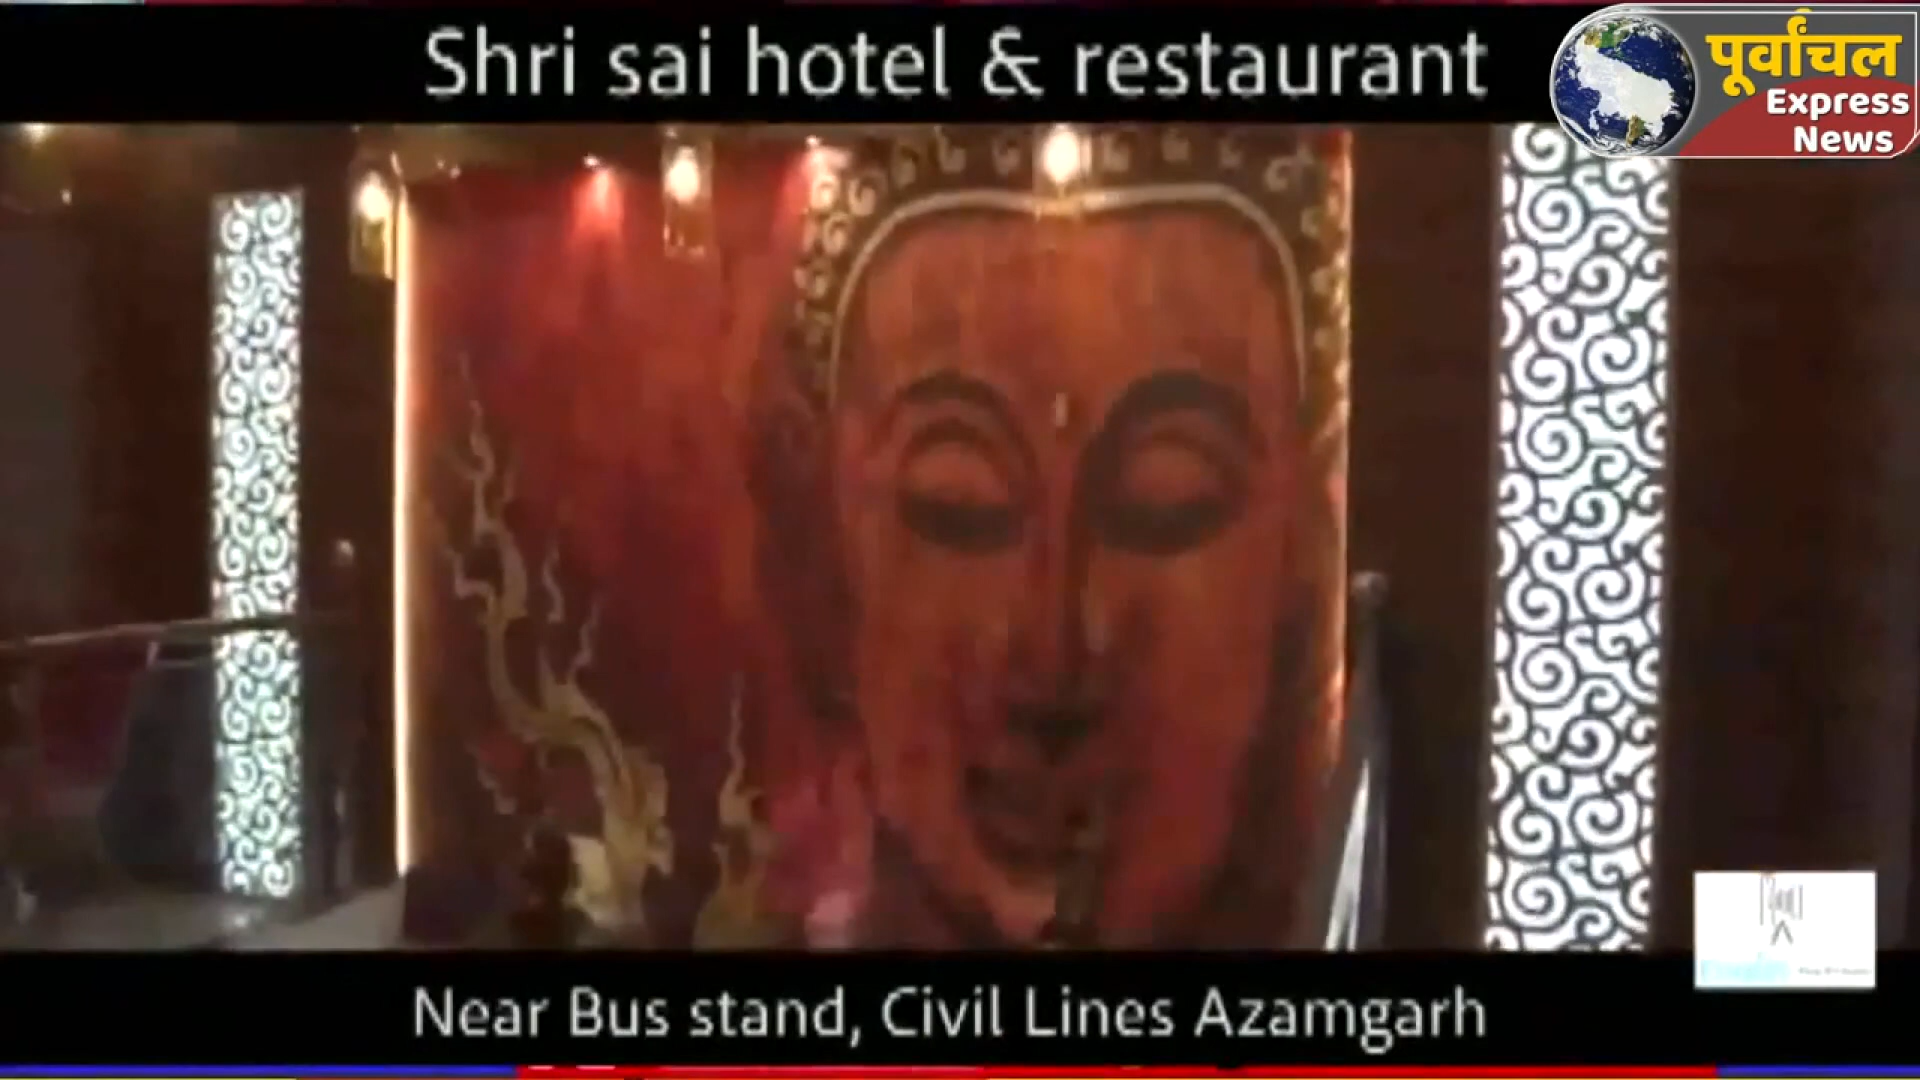 Shri sai hotel & restaurant
पूर्वांचल
Express
News
Near Bus stand, Civil Lines Azamgarh